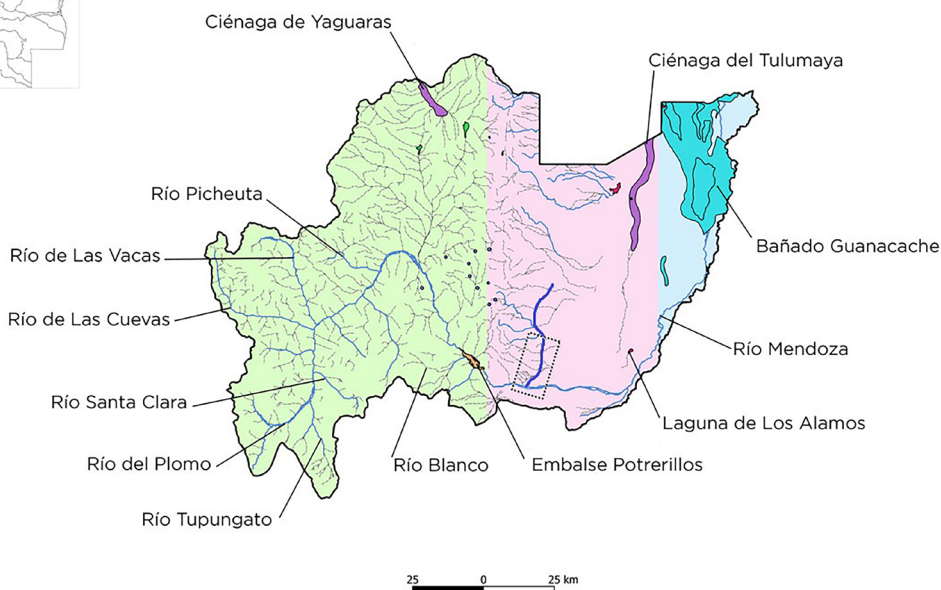 Ciénaga de Yaguaras
Ciénaga del Tulumaya
Río Picheuta
Bañado Guanacache
Río de Las Vacas
Río de Las Cuevas
Río Mendoza
Río Santa Clara
Laguna de Los Alamos
Río del Plomo
Río Blanco
Embalse Potrerillos
Río Tupungato
25 0 25 km